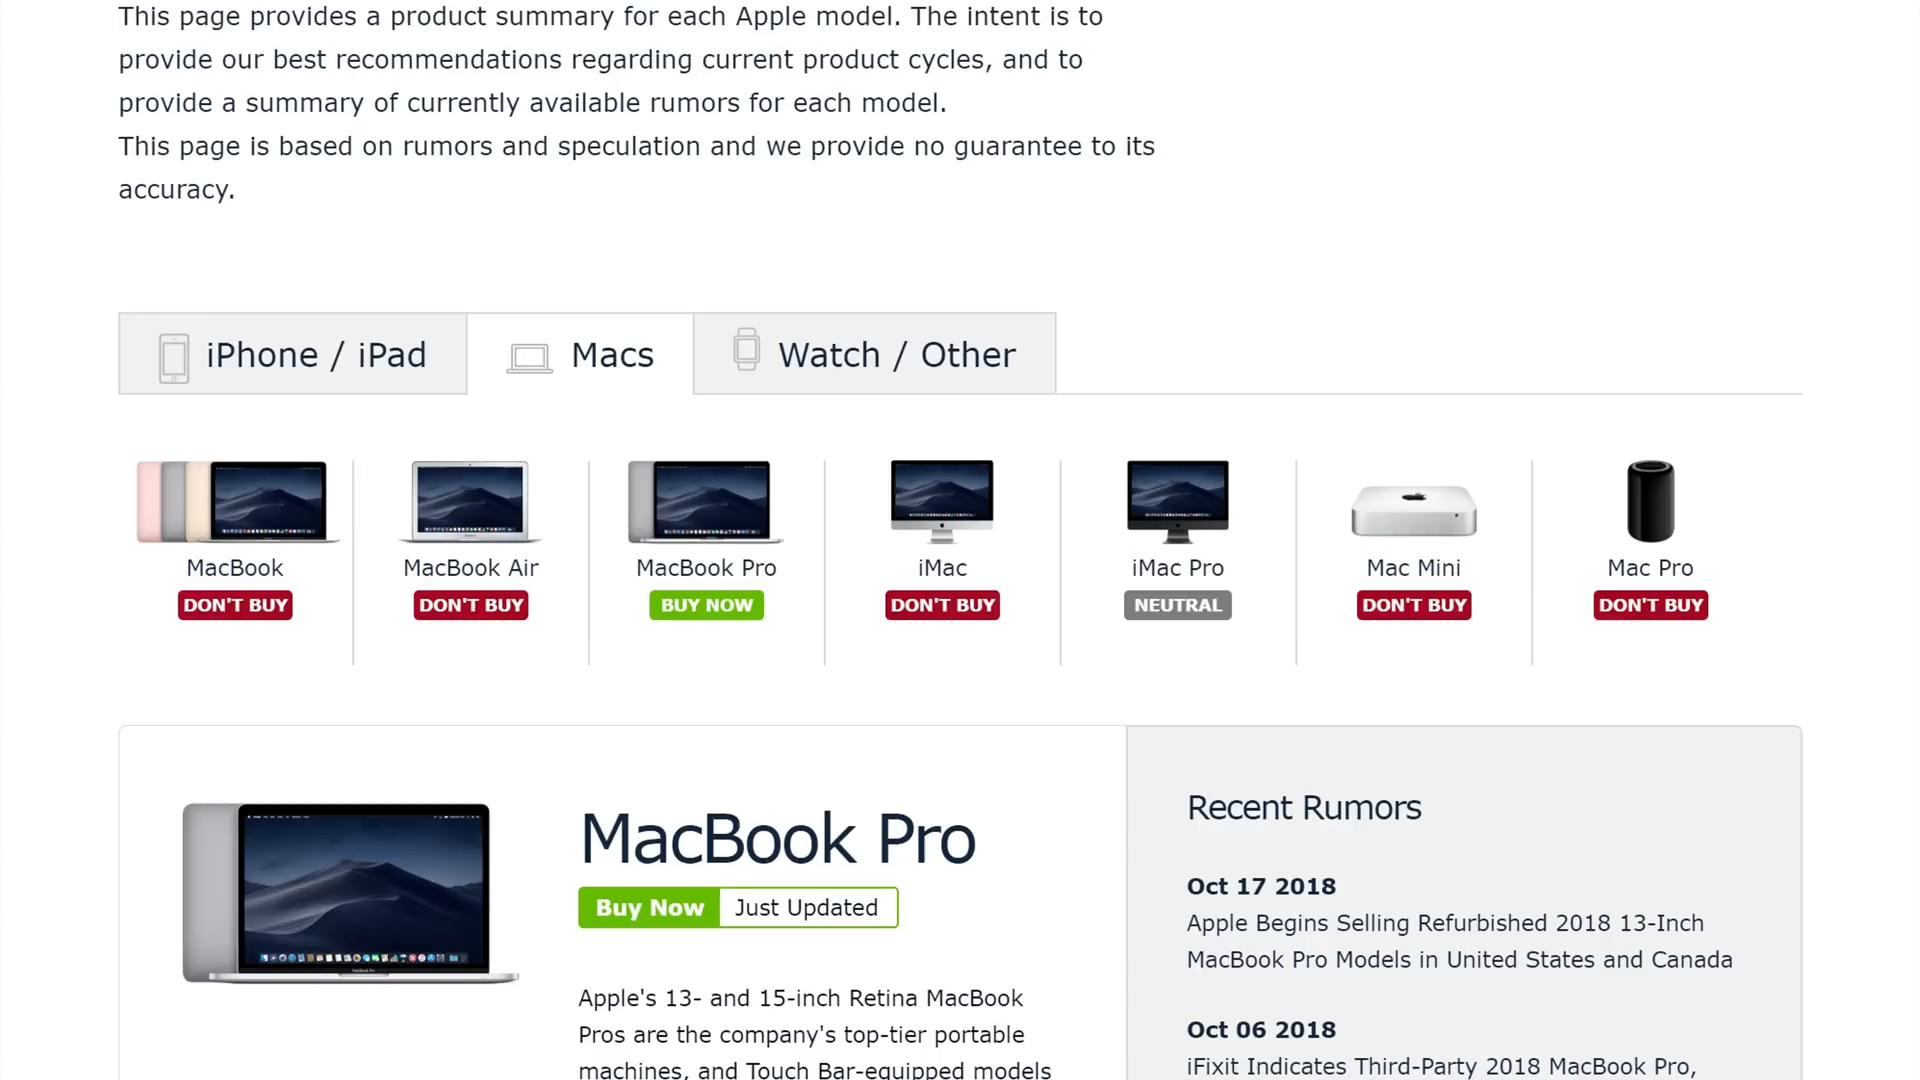 This page provides a product summary for each Apple model. The intent is to
provide our best recommendations regarding current product cycles, and to
provide a summary of currently available rumors for each model.
This page is based on rumors and speculation and we provide no guarantee to its
accuracy.
iPhone / iPad
Macs
Watch / Other
MacBook
DON'T BUY
MacBook Air
DON'T BUY
MacBook Pro
BUY NOW
iMac
DON'T BUY
iMac Pro
NEUTRAL
Mac Mini
DON'T BUY
Mac Pro
DON'T BUY
MacBook Pro
Buy Now Just Updated
Apple's 13- and 15-inch Retina MacBook
Pros are the company's top-tier portable
machines, and Touch Bar-equipped models
Recent Rumors
Oct 17 2018
Apple Begins Selling Refurbished 2018 13-Inch
MacBook Pro Models in United States and Canada
Oct 06 2018
iFixit Indicates Third-Party 2018 MacBook Pro,